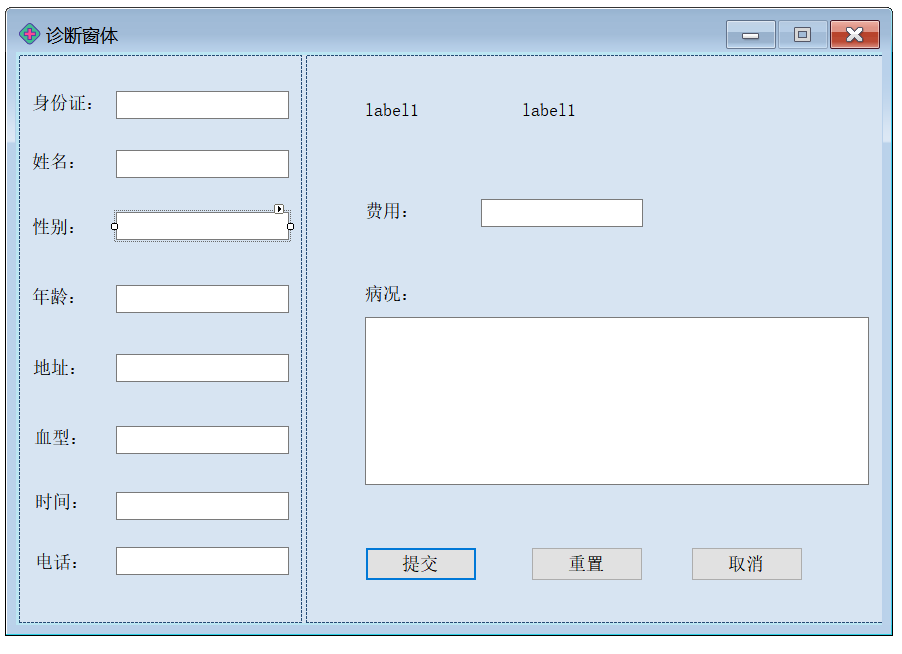 诊断窗体
身份证：
姓名：
性别：
年龄：
地址：
血型：
时间：
电话：
label1 label1
费用：
病况：
提交 重置 取消